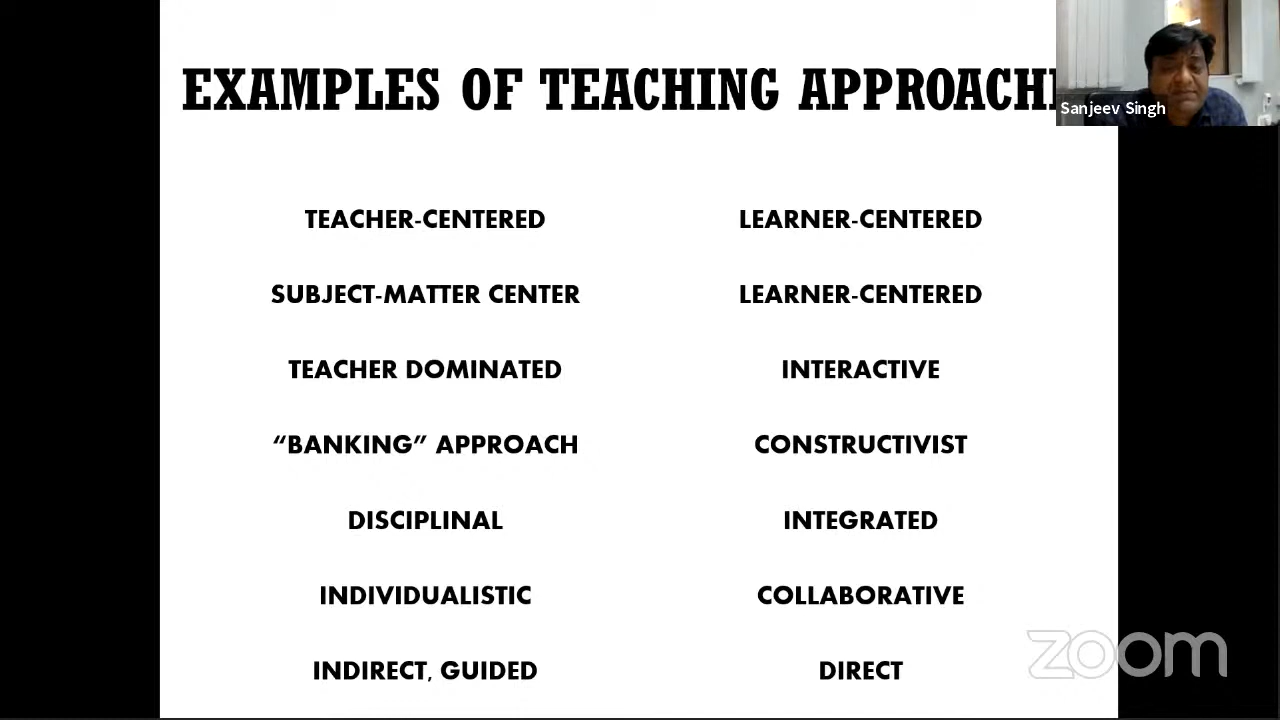 EXAMPLES OF TEACHING APPROACH
Sanjeev Singh
TEACHER-CENTERED LEARNER-CENTERED
SUBJECT-MATTER CENTER LEARNER-CENTERED
TEACHER DOMINATED INTERACTIVE
“BANKING” APPROACH CONSTRUCTIVIST
DISCIPLINAL INTEGRATED
INDIVIDUALISTIC COLLABORATIVE
INDIRECT, GUIDED DIRECT
zoom